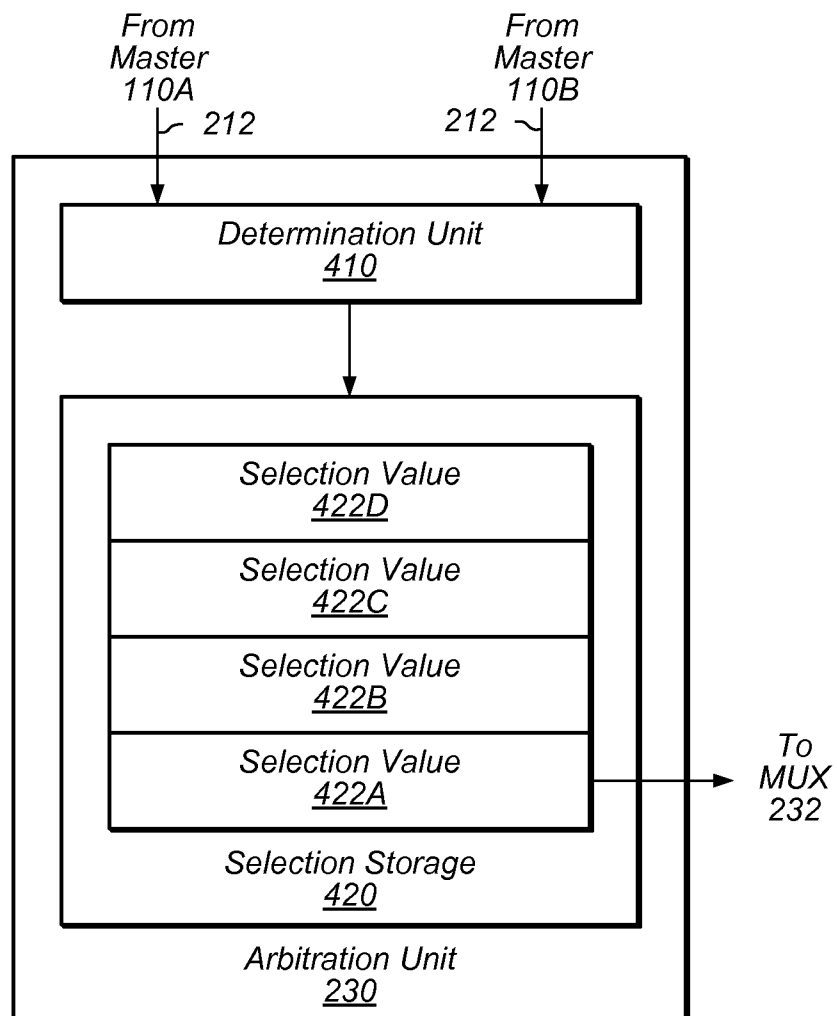 From
Master
110A
From
Master
110B
212
212
Determination Unit
410
Selection Value
422D
Selection Value
422C
Selection Value
422B
Selection Value
422A
To
MUX
232
Selection Storage
420
Arbitration Unit
230